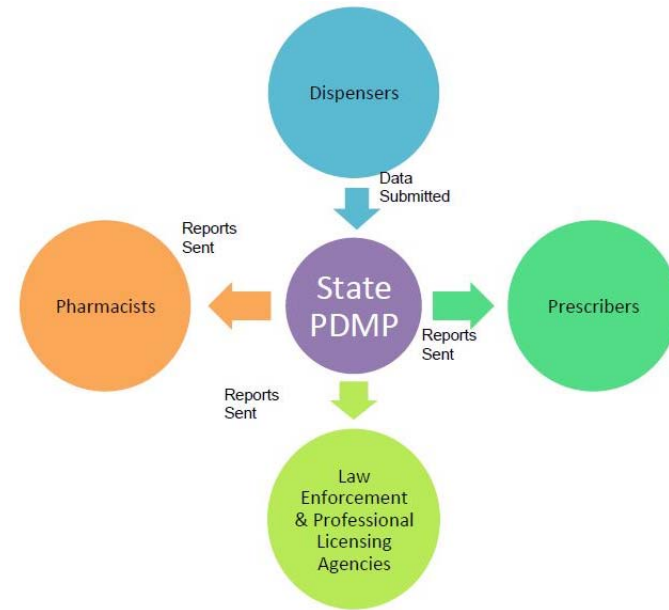 Dispensers
Data
Submitted
Reports
Sent
Pharmacists
State
PDMP
Reports
Sent
Prescribers
Reports
Sent
Law
Enforcement
& Professional
Licensing
Agencies